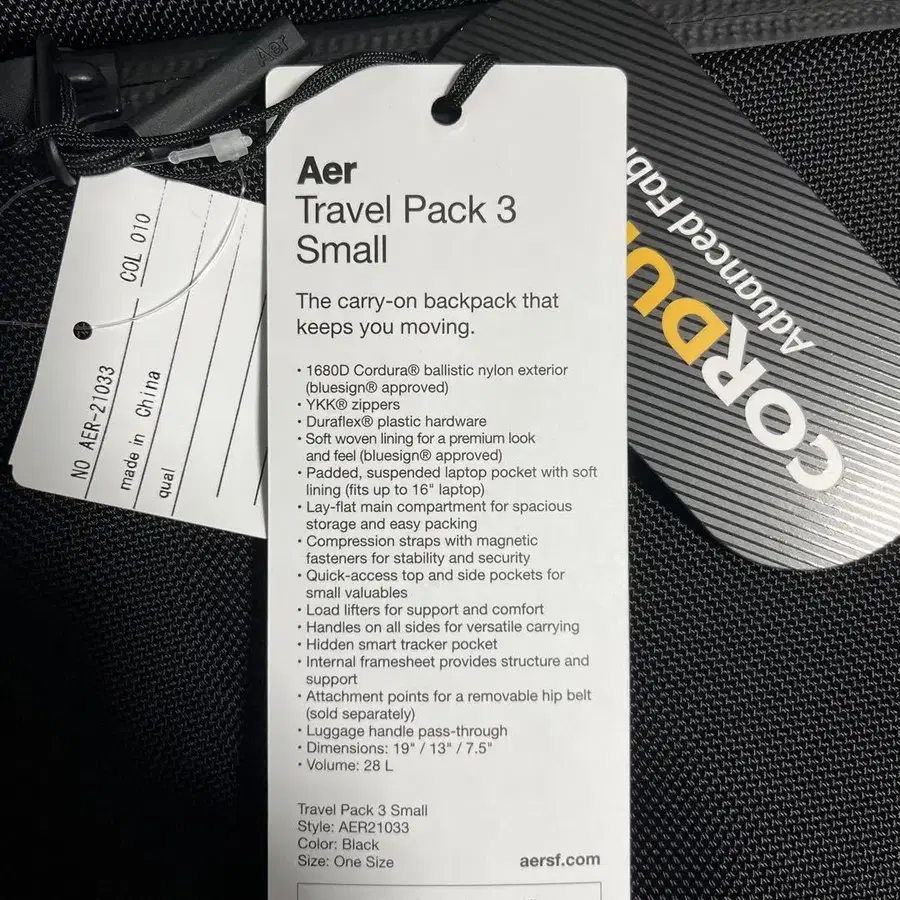 Aer
Aer
Travel Pack 3
Small
The carry-on backpack that
keeps you moving.
• 1680D Cordura® ballistic nylon exterior
(bluesign® approved)
• YKK® zippers
• Duraflex® plastic hardware
• Soft woven lining for a premium look
and feel (bluesign® approved)
• Padded, suspended laptop pocket with soft
lining (fits up to 16" laptop)
• Lay-flat main compartment for spacious
storage and easy packing
• Compression straps with magnetic
fasteners for stability and security
• Quick-access top and side pockets for
small valuables
• Load lifters for support and comfort
• Handles on all sides for versatile carrying
• Hidden smart tracker pocket
• Internal framesheet provides structure and
support
• Attachment points for a removable hip belt
(sold separately)
• Luggage handle pass-through
• Dimensions: 19" / 13" / 7.5"
• Volume: 28 L
Travel Pack 3 Small
Style: AER21033
Color: Black
Size: One Size
aersf.com
NO AER-21033
COL 010
made in China
qual
CORDU
Advanced Fab